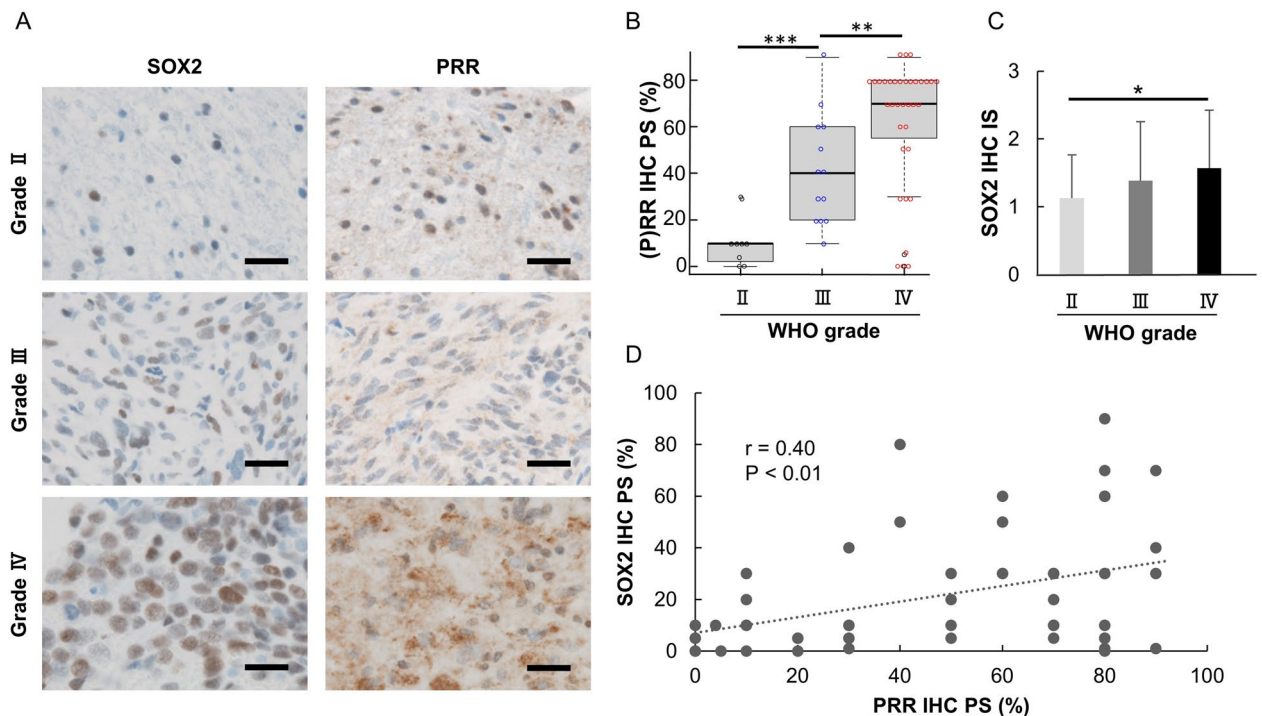 A
SOX2
PRR
Grade Ⅱ
Grade Ⅲ
Grade Ⅳ
B
***
**
(P)RR IHC PS (%)
80
60
40
20
0
Ⅱ
Ⅲ
Ⅳ
WHO grade
C
*
SOX2 IHC IS
3
2
1
0
Ⅱ
Ⅲ
Ⅳ
WHO grade
D
SOX2 IHC PS (%)
100
80
60
40
20
0
r = 0.40
P < 0.01
0
20
40
60
80
100
PRR IHC PS (%)